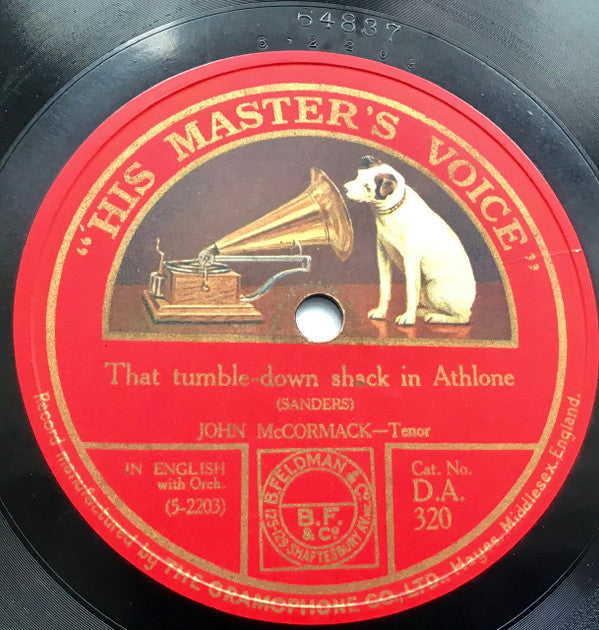 64837
5-2203
"HIS MASTER'S VOICE"
That tumble-down shack in Athlone
(SANDERS)
JOHN McCORMACK—Tenor
IN ENGLISH
with Orch.
(5-2203)
B. FELDMAN & Co
125-129 SHAFTESBURY AV.
B.F.
& Co.
Cat. No.
D.A.
320
Record manufactured by THE GRAMOPHONE CO., LTD., Hayes, Middlesex, England.